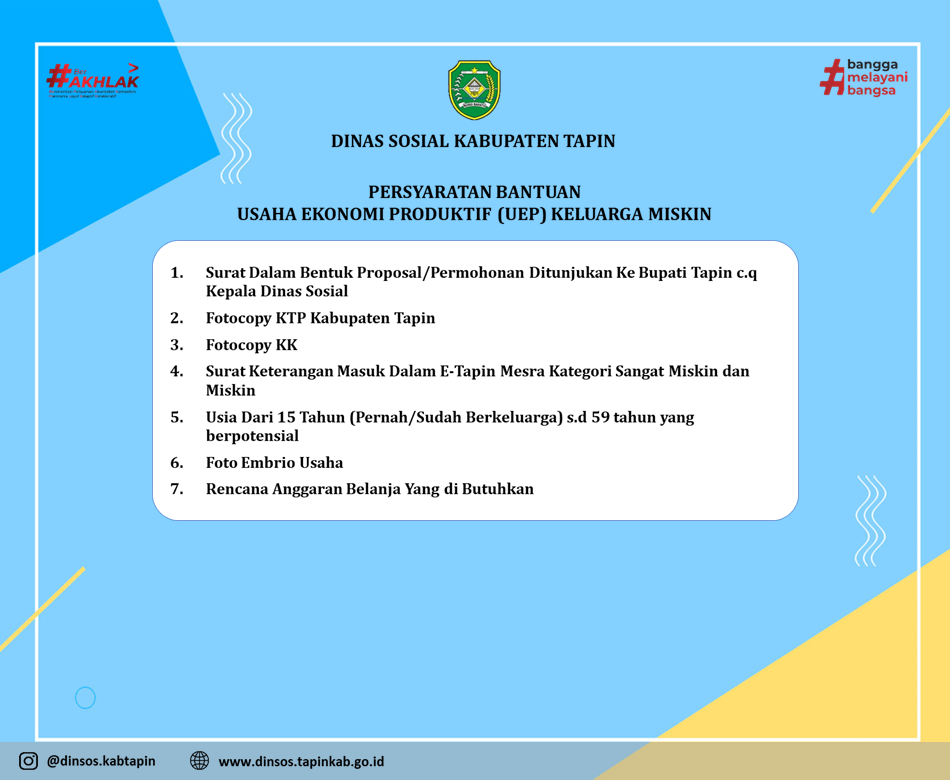 #
AKHLAK
# bangga
melayani
bangsa
DINAS SOSIAL KABUPATEN TAPIN
PERSYARATAN BANTUAN
USAHA EKONOMI PRODUKTIF (UEP) KELUARGA MISKIN
1. Surat Dalam Bentuk Proposal/Permohonan Ditunjukan Ke Bupati Tapin c.q
Kepala Dinas Sosial
2. Fotocopy KTP Kabupaten Tapin
3. Fotocopy KK
4. Surat Keterangan Masuk Dalam E-Tapin Mesra Kategori Sangat Miskin dan
Miskin
5. Usia Dari 15 Tahun (Pernah/Sudah Berkeluarga) s.d 59 tahun yang
berpotensial
6. Foto Embrio Usaha
7. Rencana Anggaran Belanja Yang di Butuhkan
@dinsos.kabtapin
www.dinsos.tapinkab.go.id